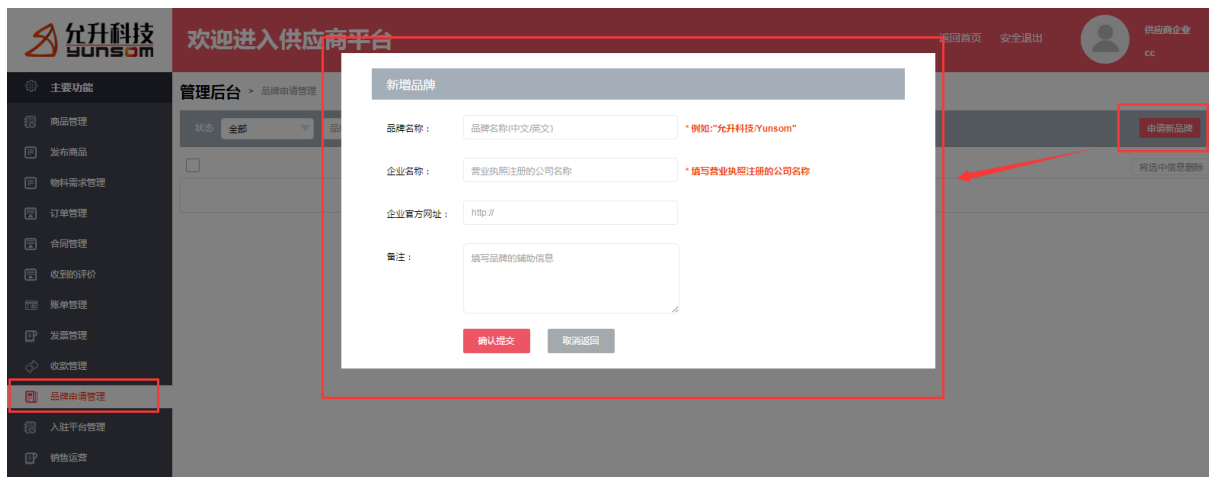 允升科技
YUNSOM
欢迎进入供应商平台
返回首页 安全退出
供应商企业
cc
主要功能
商品管理
发布商品
物料需求管理
订单管理
合同管理
收到的评价
账单管理
发票管理
收款管理
品牌申请管理
入驻平台管理
销售运营
管理后台 > 品牌申请管理
状态 全部
申请新品牌
将选中信息删除
新增品牌
品牌名称： 品牌名称(中文/英文) *例如:"允升科技/Yunsom"
企业名称： 营业执照注册的公司名称 *填写营业执照注册的公司名称
企业官方网址： http://
备注： 填写品牌的辅助信息
确认提交 取消返回